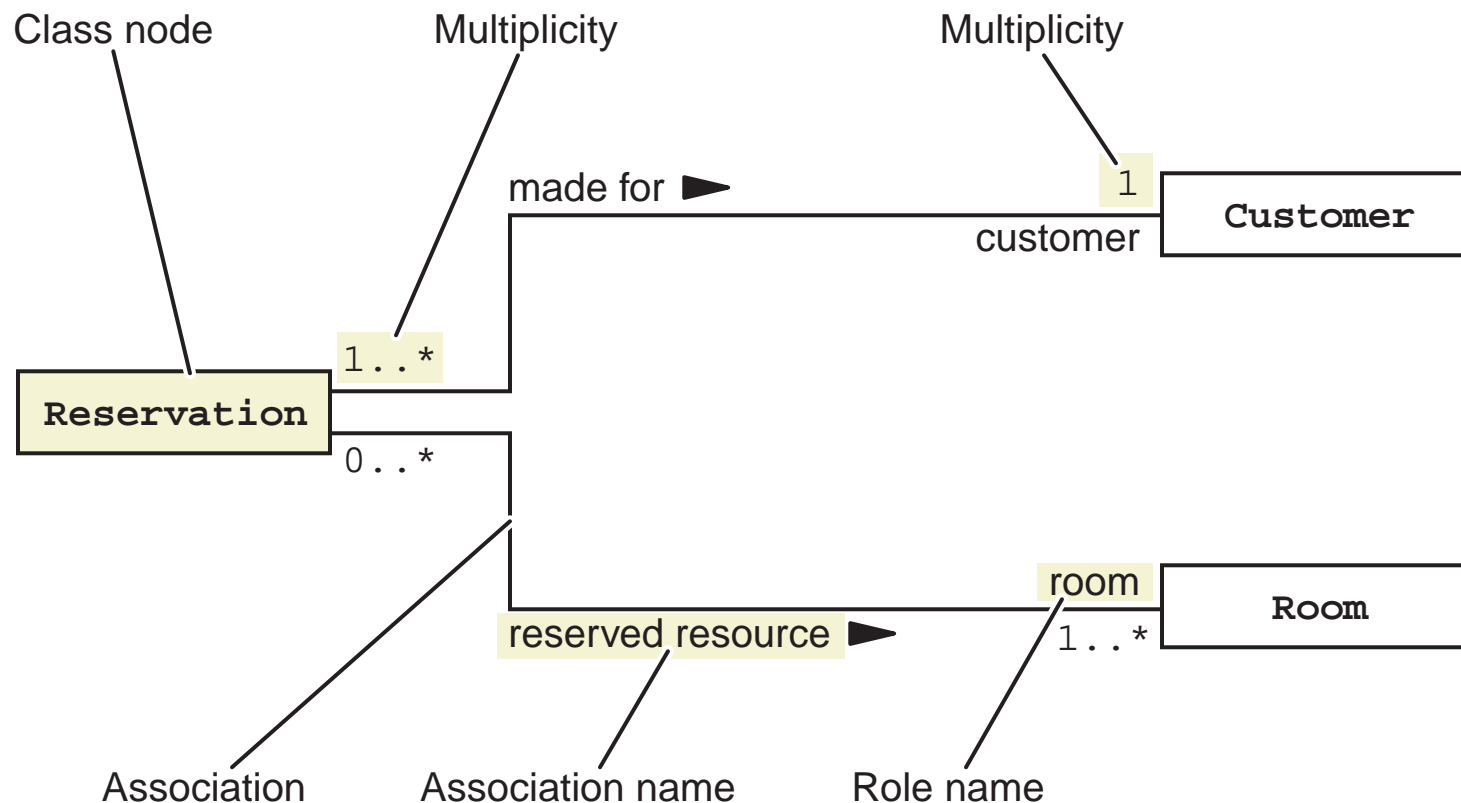 Class node
Multiplicity
Multiplicity
made for
1
Customer
customer
1..*
Reservation
0..*
room
Room
reserved resource
1..*
Association
Association name
Role name